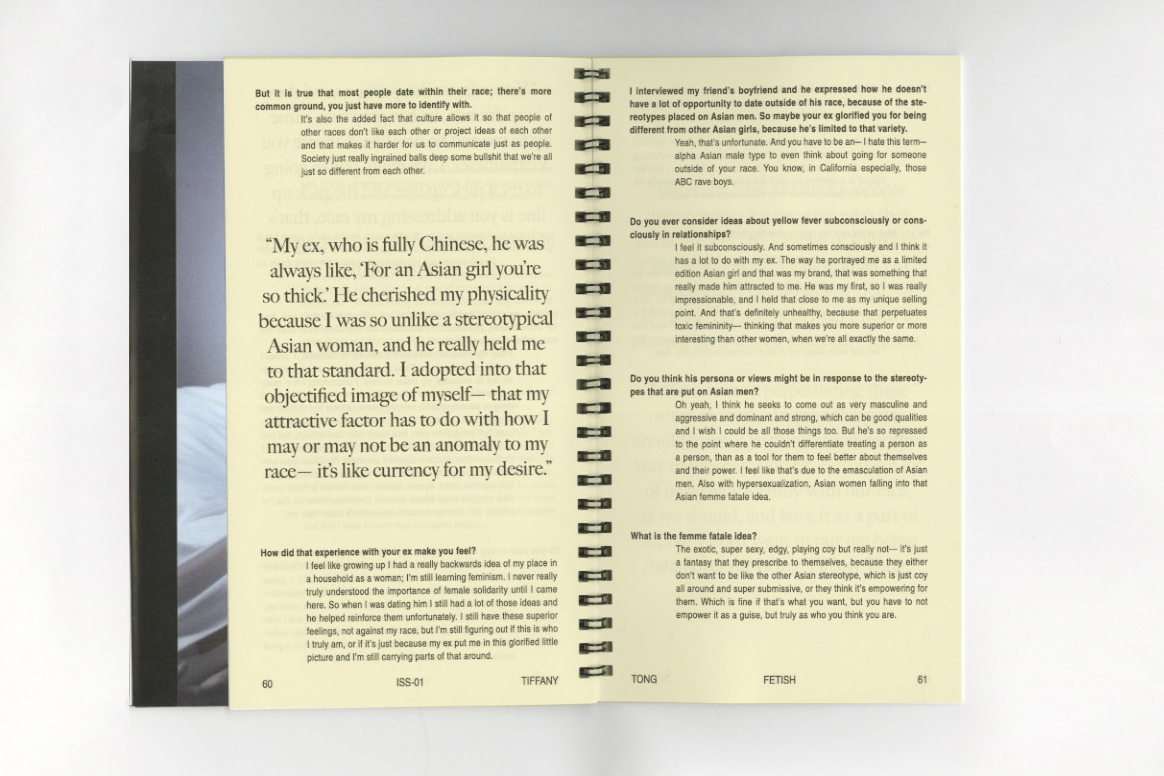 But it is true that most people date within their race; there's more
common ground, you just have more to identify with.
It's also the added fact that culture allows it so that people of
other races don't like each other or project ideas of each other
and that makes it harder for us to communicate just as people.
Society just really ingrained balls deep some bullshit that we're all
just so different from each other.
“My ex, who is fully Chinese, he was
always like, ‘For an Asian girl you're
so thick.’ He cherished my physicality
because I was so unlike a stereotypical
Asian woman, and he really held me
to that standard. I adopted into that
objectified image of myself— that my
attractive factor has to do with how I
may or may not be an anomaly to my
race— it's like currency for my desire.”
How did that experience with your ex make you feel?
I feel like growing up I had a really backwards idea of my place in
a household as a woman; I'm still learning feminism. I never really
truly understood the importance of female solidarity until I came
here. So when I was dating him I still had a lot of those ideas and
he helped reinforce them unfortunately. I still have these superior
feelings, not against my race, but I'm still figuring out if this is who
I truly am, or if it's just because my ex put me in this glorified little
picture and I'm still carrying parts of that around.
60 ISS-01 TIFFANY
I interviewed my friend's boyfriend and he expressed how he doesn't
have a lot of opportunity to date outside of his race, because of the ste-
reotypes placed on Asian men. So maybe your ex glorified you for being
different from other Asian girls, because he's limited to that variety.
Yeah, that's unfortunate. And you have to be an— I hate this term—
alpha Asian male type to even think about going for someone
outside of your race. You know, in California especially, those
ABC rave boys.
Do you ever consider ideas about yellow fever subconsciously or cons-
ciously in relationships?
I feel it subconsciously. And sometimes consciously and I think it
has a lot to do with my ex. The way he portrayed me as a limited
edition Asian girl and that was my brand, that was something that
really made him attracted to me. He was my first, so I was really
impressionable, and I held that close to me as my unique selling
point. And that's definitely unhealthy, because that perpetuates
toxic femininity— thinking that makes you more superior or more
interesting than other women, when we're all exactly the same.
Do you think his persona or views might be in response to the stereoty-
pes that are put on Asian men?
Oh yeah, I think he seeks to come out as very masculine and
aggressive and dominant and strong, which can be good qualities
and I wish I could be all those things too. But he's so repressed
to the point where he couldn't differentiate treating a person as
a person, than as a tool for them to feel better about themselves
and their power. I feel like that's due to the emasculation of Asian
men. Also with hypersexualization, Asian women falling into that
Asian femme fatale idea.
What is the femme fatale idea?
The exotic, super sexy, edgy, playing coy but really not— it's just
a fantasy that they prescribe to themselves, because they either
don't want to be like the other Asian stereotype, which is just coy
all around and super submissive, or they think it's empowering for
them. Which is fine if that's what you want, but you have to not
empower it as a guise, but truly as who you think you are.
TONG FETISH 61